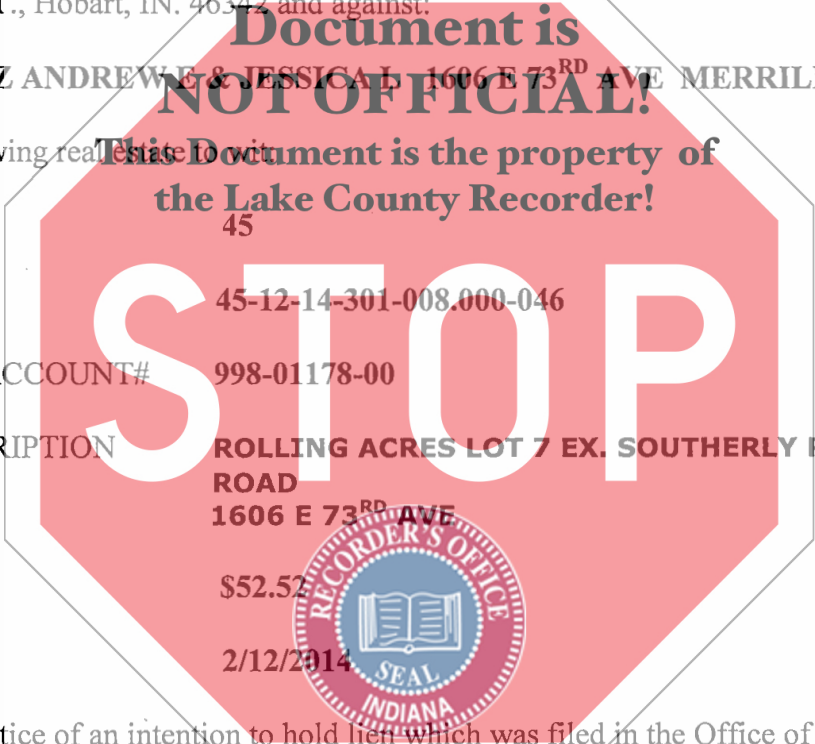 T., Hobart, IN. 46342 and against:
Document is
Z ANDREW E & JESSICA L 1606 E 73RD AVE MERRILL
NOT OFFICIAL!
ving real estate to wit:
This Document is the property of
the Lake County Recorder!
45
STOP
45-12-14-301-008.000-046
ACCOUNT# 998-01178-00
RIPTION ROLLING ACRES LOT 7 EX. SOUTHERLY
ROAD
1606 E 73RD AVE
RECORDER'S OFFICE
$52.52
2/12/2014
SEAL
INDIANA
tice of an intention to hold lien which was filed in the Office of